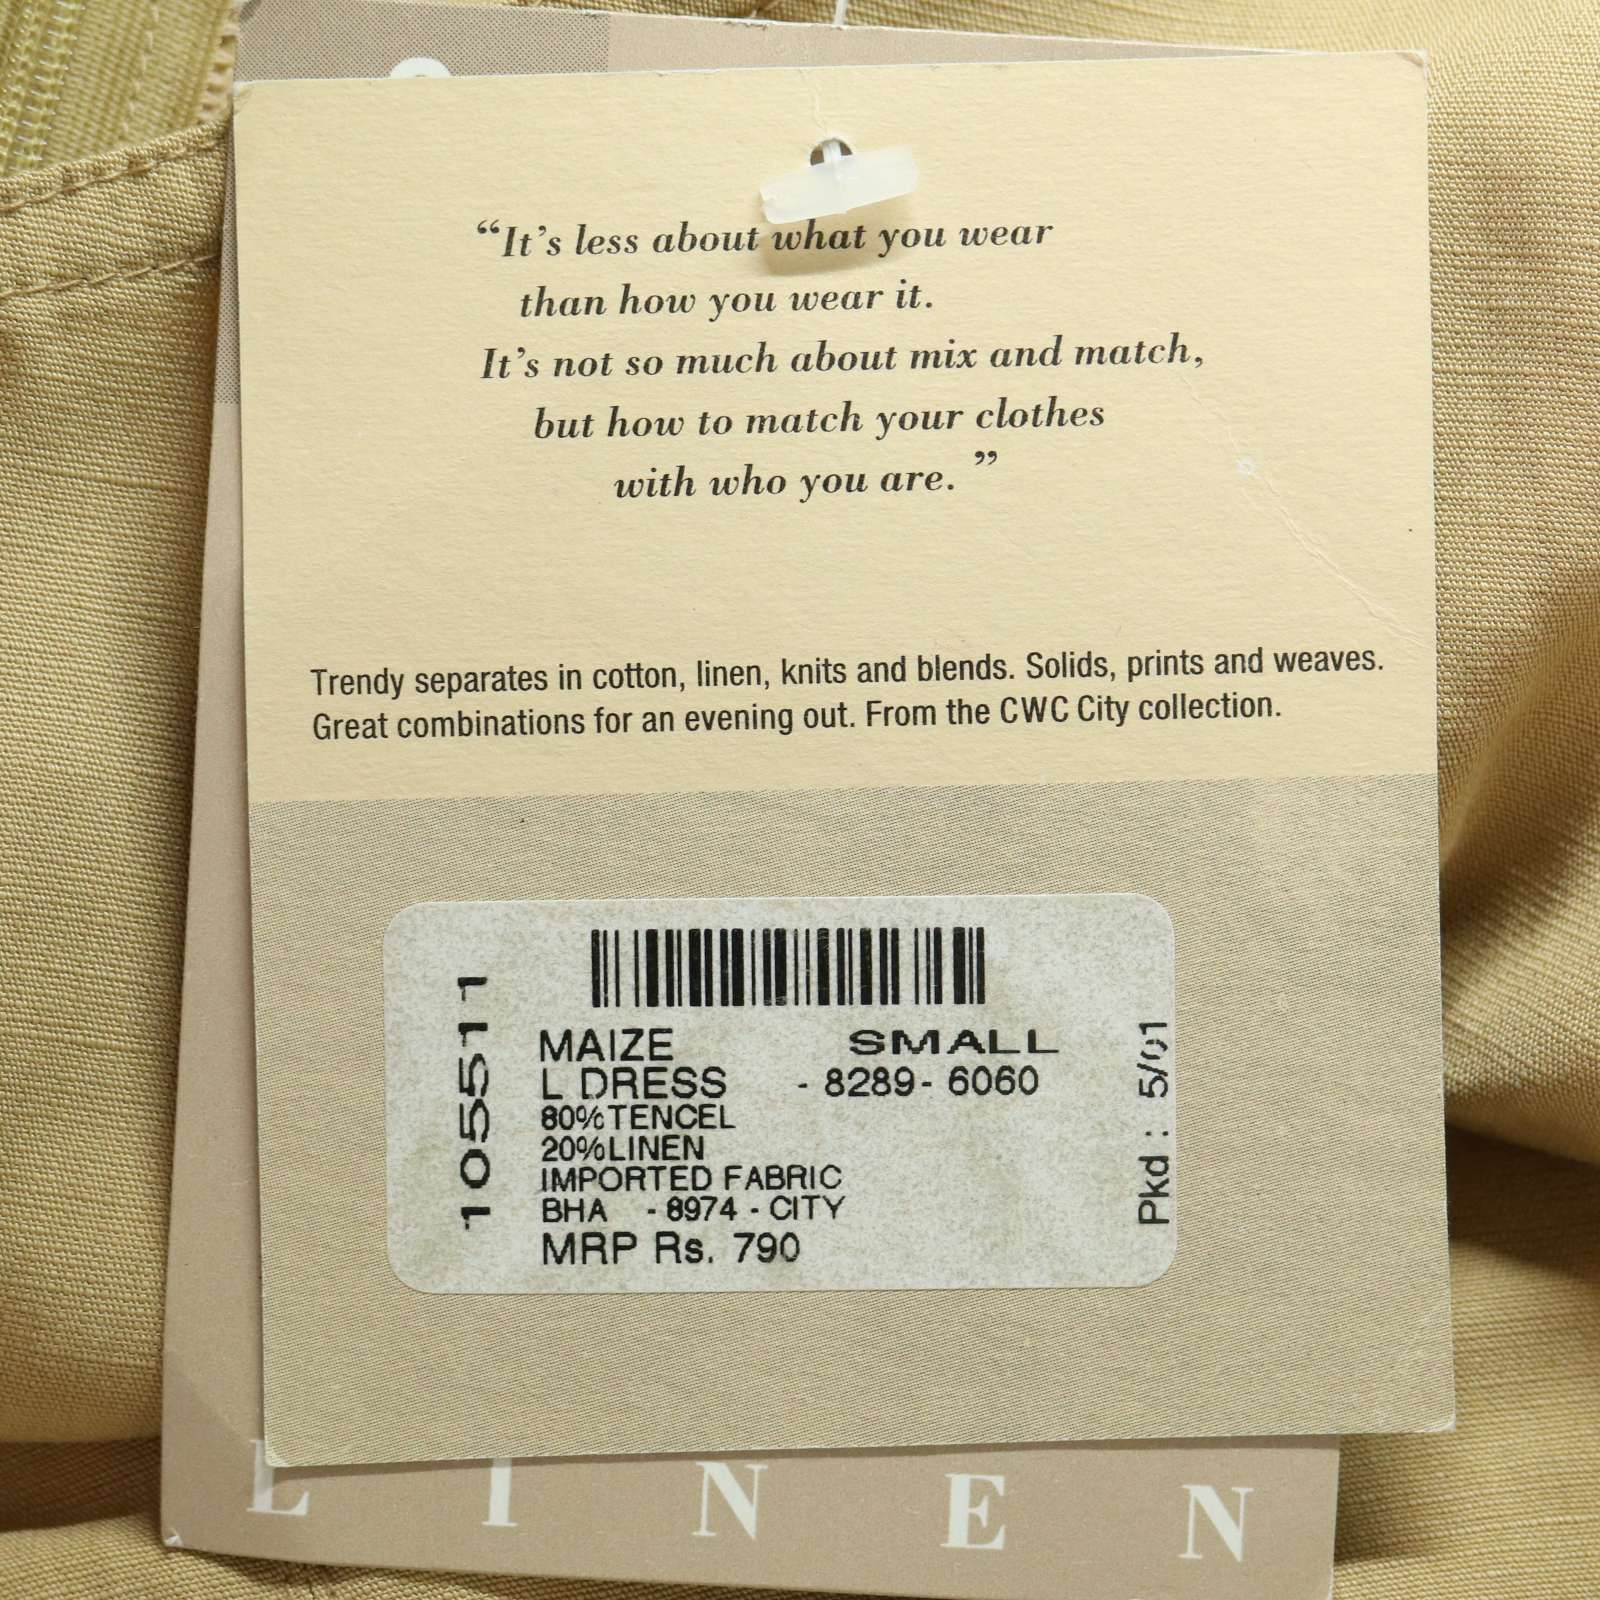 “It’s less about what you wear
than how you wear it.
It’s not so much about mix and match,
but how to match your clothes
with who you are.”
Trendy separates in cotton, linen, knits and blends. Solids, prints and weaves.
Great combinations for an evening out. From the CWC City collection.
105511
MAIZE SMALL
L DRESS - 8289- 6060
80%TENCEL
20%LINEN
IMPORTED FABRIC
BHA - 8974 - CITY
MRP Rs. 790
Pkd : 5/01
LINEN